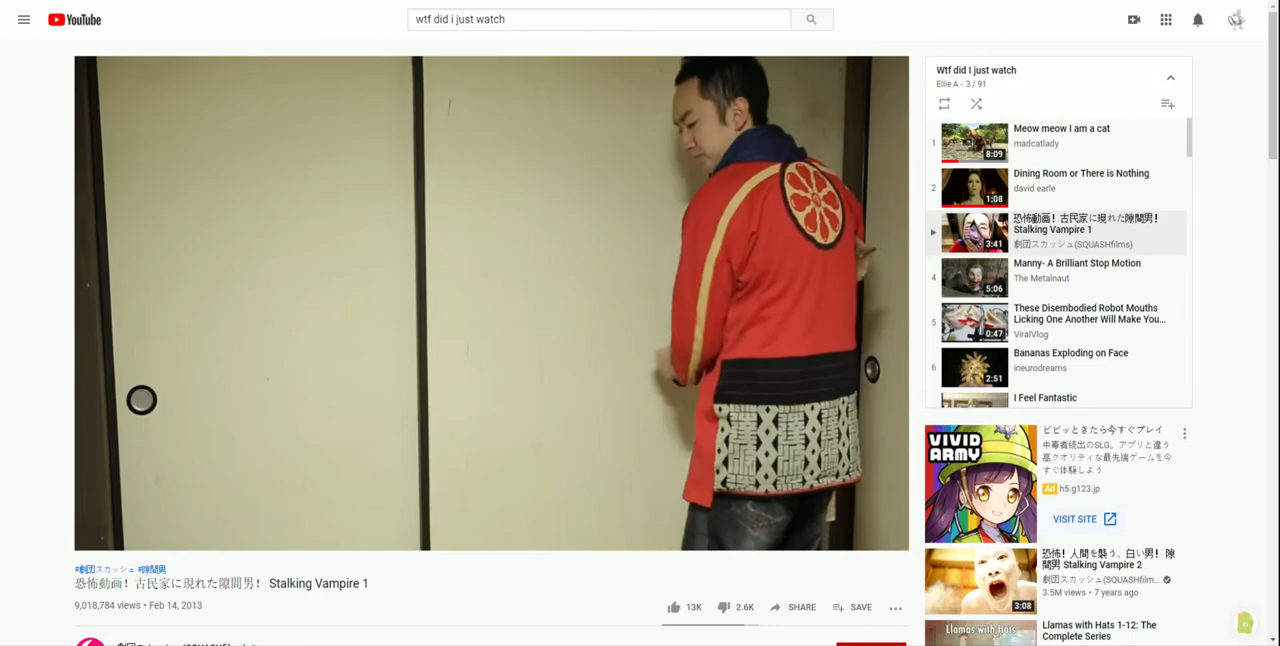 YouTube
wtf did i just watch
Wtf did I just watch
Ellie A - 3 / 91
1
8:09
Meow meow I am a cat
madcatlady
2
1:08
Dining Room or There is Nothing
david earle
3:41
恐怖動画！古民家に現れた隙間男！
Stalking Vampire 1
劇団スカッシュ(SQUASHfilms)
4
5:06
Manny- A Brilliant Stop Motion
The Metalnaut
5
0:47
These Disembodied Robot Mouths
Licking One Another Will Make You...
ViralVlog
6
2:51
Bananas Exploding on Face
ineurodreams
I Feel Fantastic
VIVID
ARMY
ビビッときたら今すぐプレイ
中毒者続出のSLG。アプリと違う
高クオリティな最先端ゲームを今
すぐ体験しよう
Ad h5.g123.jp
VISIT SITE
3:08
恐怖！人間を襲う、白い男！隙
間男 Stalking Vampire 2
劇団スカッシュ(SQUASHfilm...
3.5M views • 7 years ago
Llamas with Hats
Llamas with Hats 1-12: The
Complete Series
#劇団スカッシュ #隙間男
恐怖動画！古民家に現れた隙間男！ Stalking Vampire 1
9,018,784 views • Feb 14, 2013
13K
2.6K
SHARE
SAVE